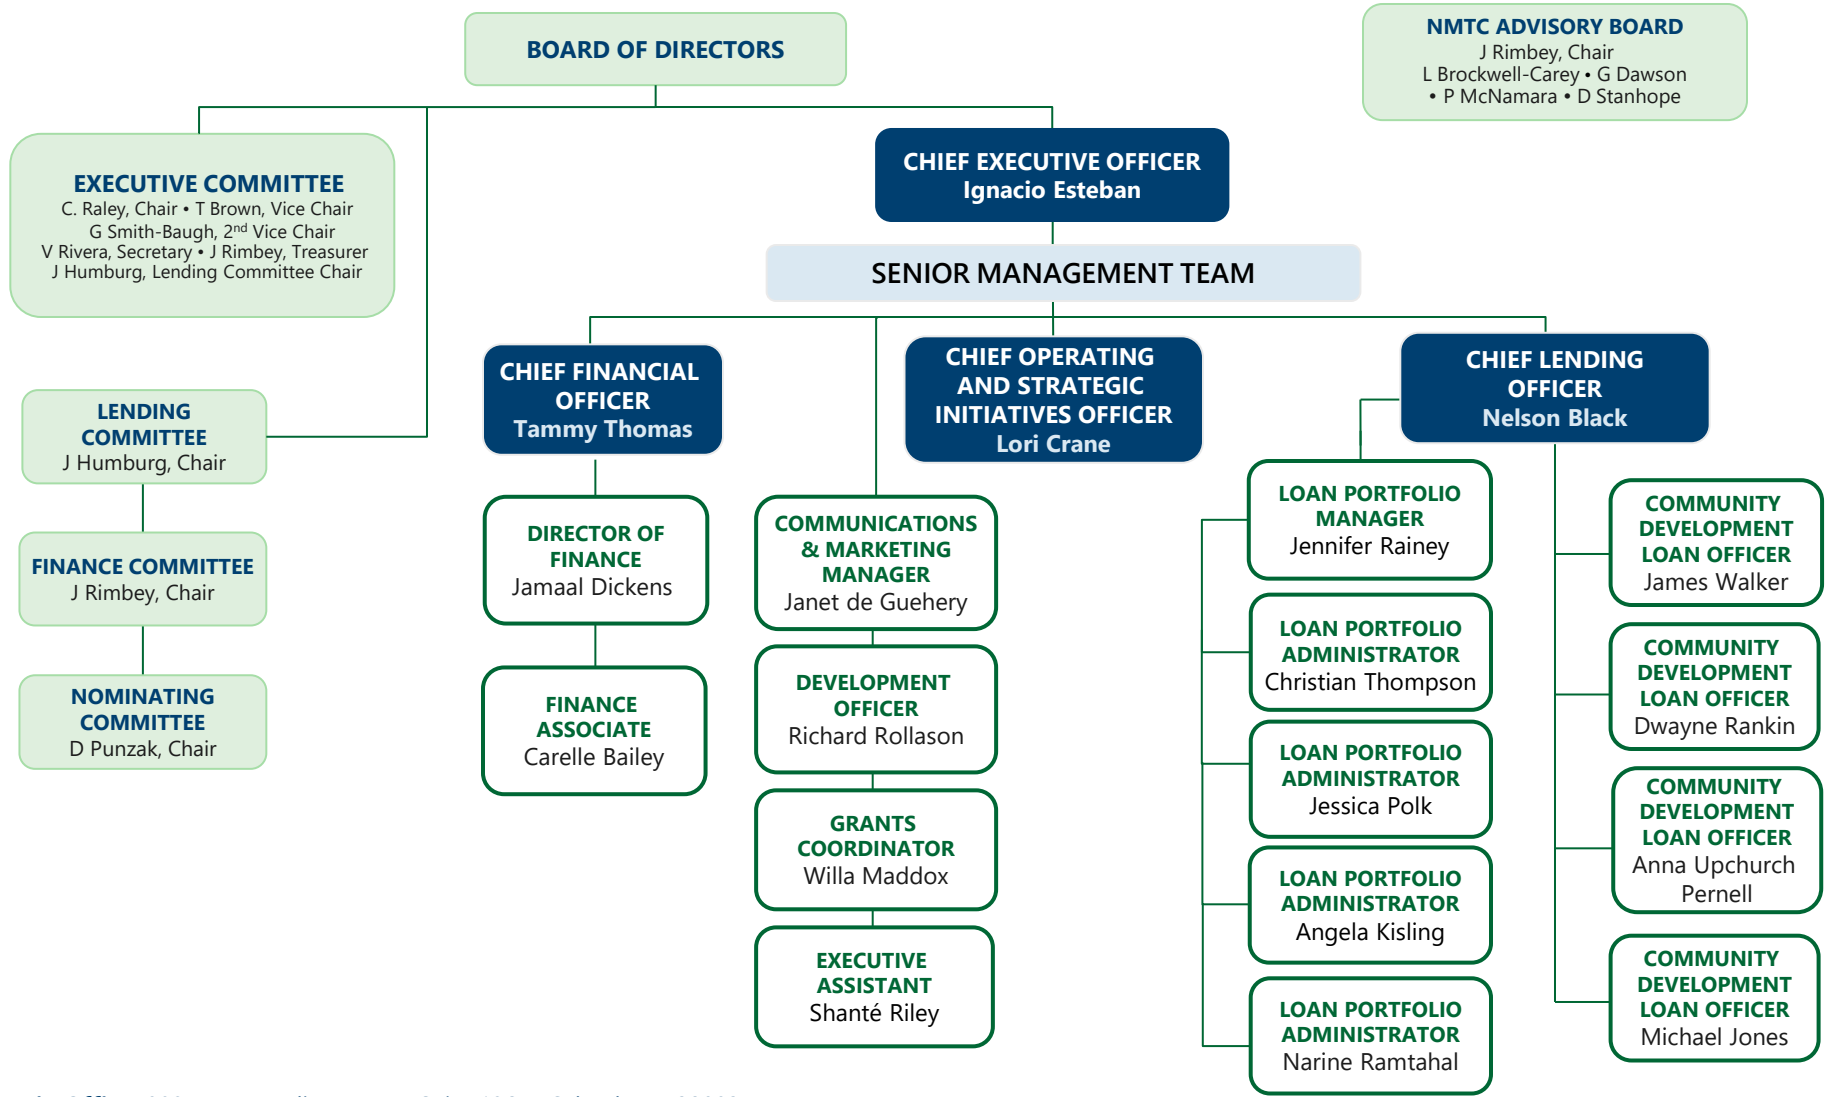 BOARD OF DIRECTORS
NMTC ADVISORY BOARD
J Rimbey, Chair
L Brockwell-Carey • G Dawson
• P McNamara • D Stanhope
EXECUTIVE COMMITTEE
C. Raley, Chair • T Brown, Vice Chair
G Smith-Baugh, 2nd Vice Chair
V Rivera, Secretary • J Rimbey, Treasurer
J Humburg, Lending Committee Chair
CHIEF EXECUTIVE OFFICER
Ignacio Esteban
SENIOR MANAGEMENT TEAM
LENDING
COMMITTEE
J Humburg, Chair
FINANCE COMMITTEE
J Rimbey, Chair
NOMINATING
COMMITTEE
D Punzak, Chair
CHIEF FINANCIAL
OFFICER
Tammy Thomas
DIRECTOR OF
FINANCE
Jamaal Dickens
FINANCE
ASSOCIATE
Carelle Bailey
COMMUNICATIONS
& MARKETING
MANAGER
Janet de Guehery
DEVELOPMENT
OFFICER
Richard Rollason
GRANTS
COORDINATOR
Willa Maddox
EXECUTIVE
ASSISTANT
Shanté Riley
CHIEF OPERATING
AND STRATEGIC
INITIATIVES OFFICER
Lori Crane
CHIEF LENDING
OFFICER
Nelson Black
LOAN PORTFOLIO
MANAGER
Jennifer Rainey
LOAN PORTFOLIO
ADMINISTRATOR
Christian Thompson
LOAN PORTFOLIO
ADMINISTRATOR
Jessica Polk
LOAN PORTFOLIO
ADMINISTRATOR
Angela Kisling
LOAN PORTFOLIO
ADMINISTRATOR
Narine Ramtahal
COMMUNITY
DEVELOPMENT
LOAN OFFICER
James Walker
COMMUNITY
DEVELOPMENT
LOAN OFFICER
Dwayne Rankin
COMMUNITY
DEVELOPMENT
LOAN OFFICER
Anna Upchurch
Pernell
COMMUNITY
DEVELOPMENT
LOAN OFFICER
Michael Jones